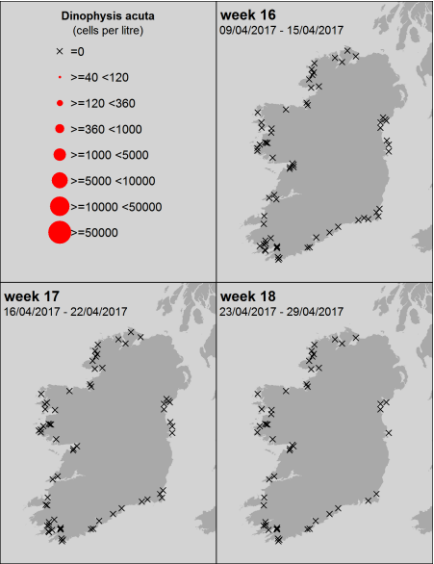 Dinophysis acuta
(cells per litre)
=0
>=40 <120
>=120 <360
>=360 <1000
>=1000 <5000
>=5000 <10000
>=10000 <50000
>=50000
week 16
09/04/2017 - 15/04/2017
week 17
16/04/2017 - 22/04/2017
week 18
23/04/2017 - 29/04/2017